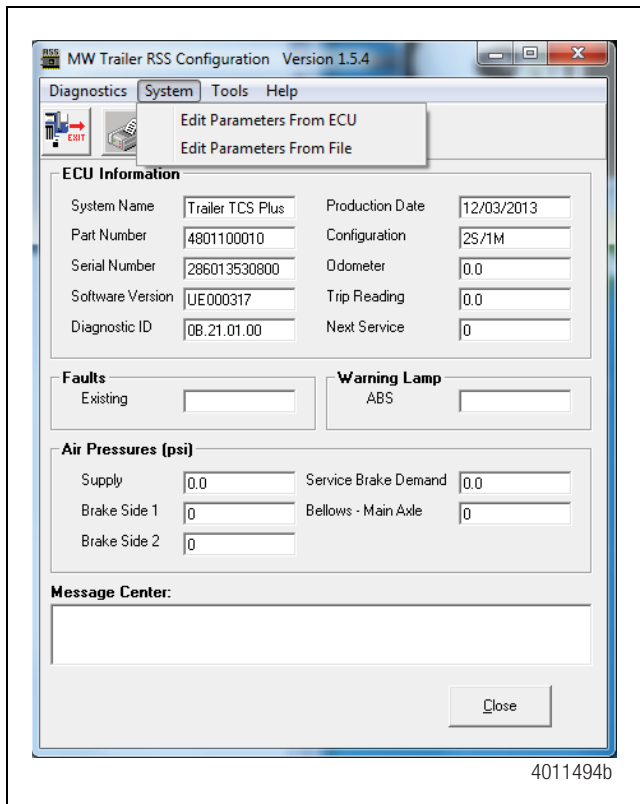 RSS
MW Trailer RSS Configuration Version 1.5.4
Diagnostics System Tools Help
EXIT
Edit Parameters From ECU
Edit Parameters From File
ECU Information
System Name Trailer TCS Plus Production Date 12/03/2013
Part Number 4801100010 Configuration 2S/1M
Serial Number 286013530800 Odometer 0.0
Software Version UE000317 Trip Reading 0.0
Diagnostic ID 0B.21.01.00 Next Service 0
Faults Warning Lamp
Existing ABS
Air Pressures (psi)
Supply 0.0 Service Brake Demand 0.0
Brake Side 1 0 Bellows - Main Axle 0
Brake Side 2 0
Message Center:
Close
4011494b